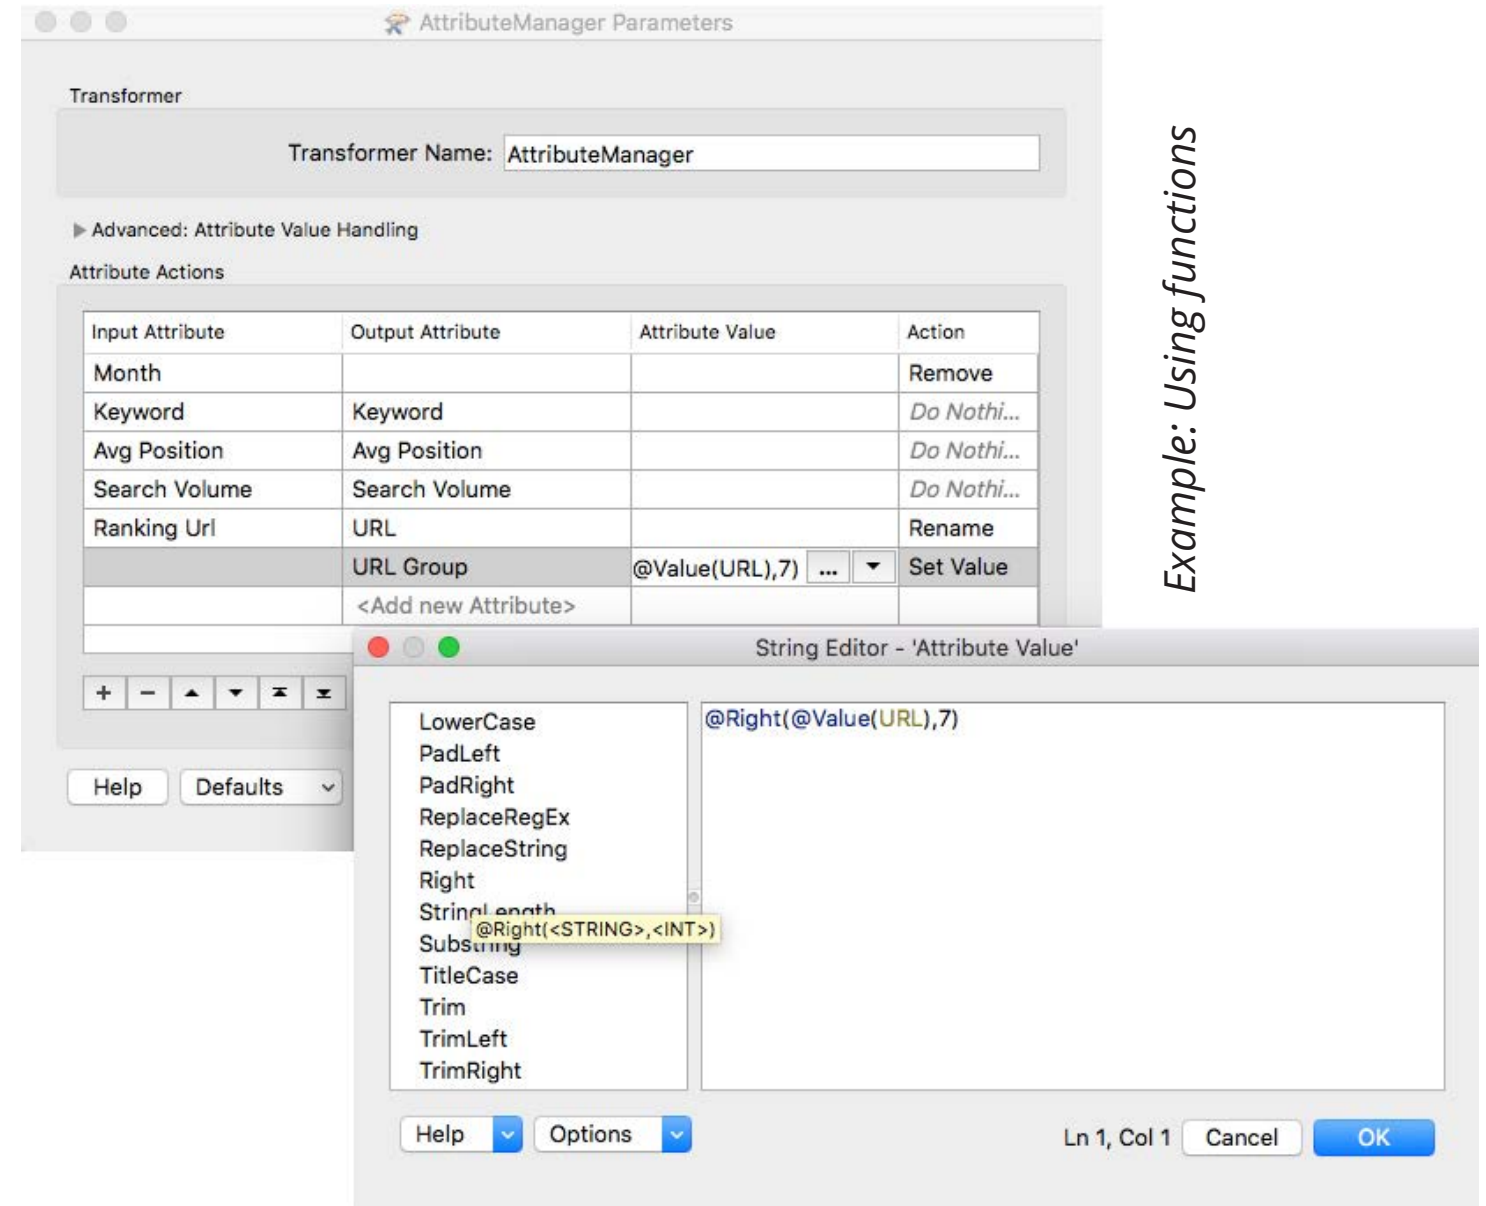 AttributeManager Parameters
Transformer
Transformer Name: AttributeManager
Advanced: Attribute Value Handling
Attribute Actions
Input Attribute Output Attribute Attribute Value Action
Month Remove
Keyword Keyword Do Nothi...
Avg Position Avg Position Do Nothi...
Search Volume Search Volume Do Nothi...
Ranking Url URL Rename
URL Group @Value(URL),7) ... Set Value
<Add new Attribute>
Help Defaults
String Editor - 'Attribute Value'
@Right(@Value(URL),7)
LowerCase
PadLeft
PadRight
ReplaceRegEx
ReplaceString
Right
StringLength
@Right(<STRING>,<INT>)
Substring
TitleCase
Trim
TrimLeft
TrimRight
Help Options Ln 1, Col 1 Cancel OK
Example: Using functions